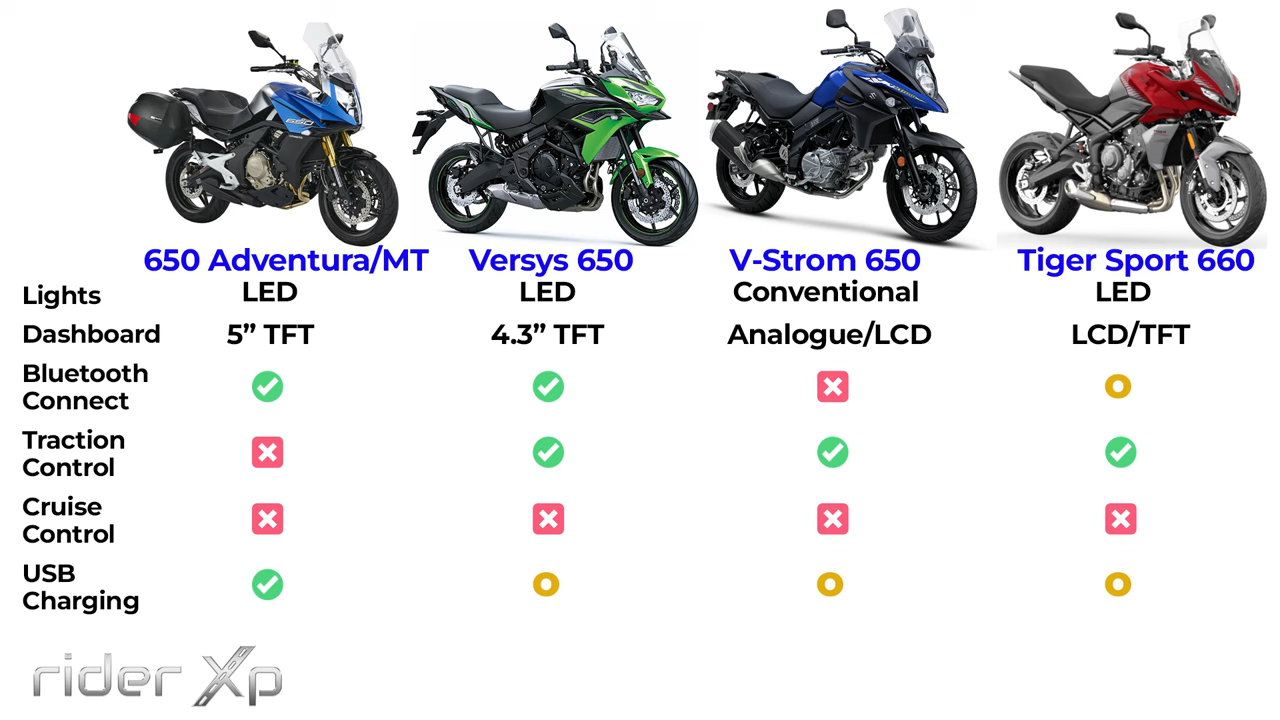 650 Adventura/MT Versys 650 V-Strom 650 Tiger Sport 660
Lights LED LED Conventional LED
Dashboard 5” TFT 4.3” TFT Analogue/LCD LCD/TFT
Bluetooth
Connect
Traction
Control
Cruise
Control
USB
Charging
rider Xp